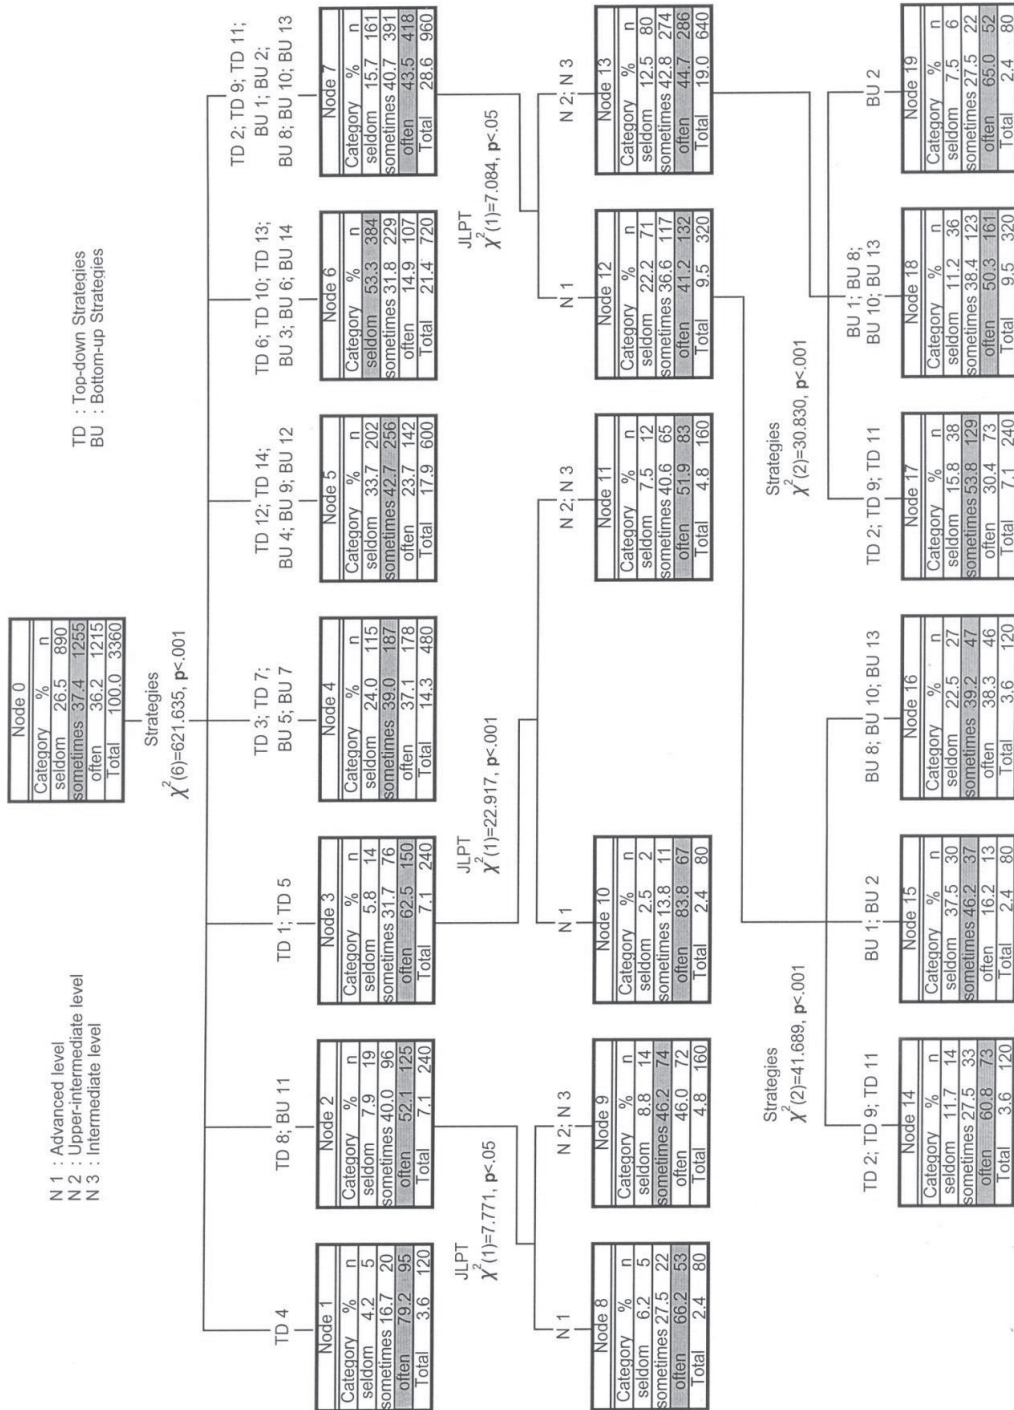 N 1 : Advanced level
N 2 : Upper-intermediate level
N 3 : Intermediate level
TD : Top-down Strategies
BU : Bottom-up Strategies
Node 0
Category % n
seldom 26.5 890
sometimes 37.4 1255
often 36.2 1215
Total 100.0 3360
Strategies
χ²(6)=621.635, p<.001
TD 4
Node 1
Category % n
seldom 4.2 5
sometimes 16.7 20
often 79.2 95
Total 3.6 120
TD 8; BU 11
Node 2
Category % n
seldom 7.9 19
sometimes 40.0 96
often 52.1 125
Total 7.1 240
TD 1; TD 5
Node 3
Category % n
seldom 5.8 14
sometimes 31.7 76
often 62.5 150
Total 7.1 240
TD 3; TD 7;
BU 5; BU 7
Node 4
Category % n
seldom 24.0 115
sometimes 39.0 187
often 37.1 178
Total 14.3 480
TD 12; TD 14;
BU 4; BU 9; BU 12
Node 5
Category % n
seldom 33.7 202
sometimes 42.7 256
often 23.7 142
Total 17.9 600
TD 6; TD 10; TD 13;
BU 3; BU 6; BU 14
Node 6
Category % n
seldom 53.3 384
sometimes 31.8 229
often 14.9 107
Total 21.4 720
TD 2; TD 9; TD 11;
BU 1; BU 2;
BU 8; BU 10; BU 13
Node 7
Category % n
seldom 15.7 161
sometimes 40.7 391
often 43.5 418
Total 28.6 960
JLPT
χ²(1)=7.771, p<.05
JLPT
χ²(1)=22.917, p<.001
JLPT
χ²(1)=7.084, p<.05
N 1
Node 8
Category % n
seldom 6.2 5
sometimes 27.5 22
often 66.2 53
Total 2.4 80
N 2; N 3
Node 9
Category % n
seldom 8.8 14
sometimes 46.2 74
often 46.0 72
Total 4.8 160
N 1
Node 10
Category % n
seldom 2.5 2
sometimes 13.8 11
often 83.8 67
Total 2.4 80
N 2; N 3
Node 11
Category % n
seldom 7.5 12
sometimes 40.6 65
often 51.9 83
Total 4.8 160
N 1
Node 12
Category % n
seldom 22.2 71
sometimes 36.6 117
often 41.2 132
Total 9.5 320
N 2; N 3
Node 13
Category % n
seldom 12.5 80
sometimes 42.8 274
often 44.7 286
Total 19.0 640
Strategies
χ²(2)=41.689, p<.001
Strategies
χ²(2)=30.830, p<.001
TD 2; TD 9; TD 11
Node 14
Category % n
seldom 11.7 14
sometimes 27.5 33
often 60.8 73
Total 3.6 120
BU 1; BU 2
Node 15
Category % n
seldom 37.5 30
sometimes 46.2 37
often 16.2 13
Total 2.4 80
BU 8; BU 10; BU 13
Node 16
Category % n
seldom 22.5 27
sometimes 39.2 47
often 38.3 46
Total 3.6 120
TD 2; TD 9; TD 11
Node 17
Category % n
seldom 15.8 38
sometimes 53.8 129
often 30.4 73
Total 7.1 240
BU 1; BU 8;
BU 10; BU 13
Node 18
Category % n
seldom 11.2 36
sometimes 38.4 123
often 50.3 161
Total 9.5 320
BU 2
Node 19
Category % n
seldom 7.5 6
sometimes 27.5 22
often 65.0 52
Total 2.4 80